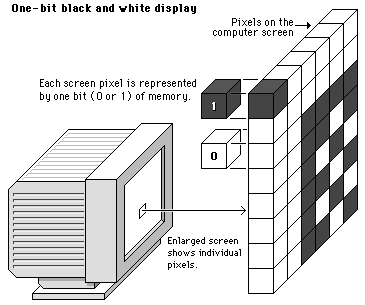 One-bit black and white display
Pixels on the
computer screen
Each screen pixel is represented
by one bit (0 or 1) of memory.
1
0
Enlarged screen
shows individual
pixels.